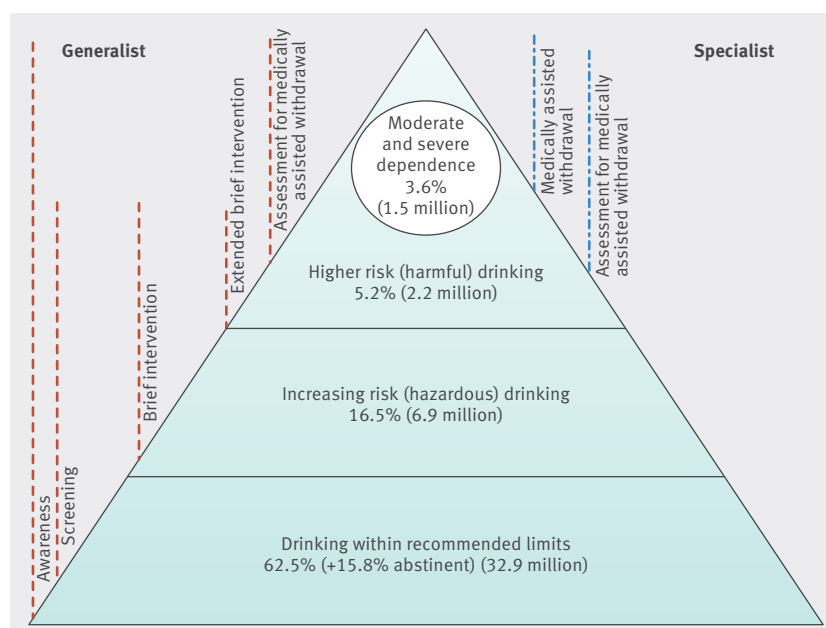 Generalist
Specialist
Awareness
Screening
Brief intervention
Extended brief intervention
Assessment for medically
assisted withdrawal
Moderate
and severe
dependence
3.6%
(1.5 million)
Medically assisted
withdrawal
Assessment for medically
assisted withdrawal
Higher risk (harmful) drinking
5.2% (2.2 million)
Increasing risk (hazardous) drinking
16.5% (6.9 million)
Drinking within recommended limits
62.5% (+15.8% abstinent) (32.9 million)